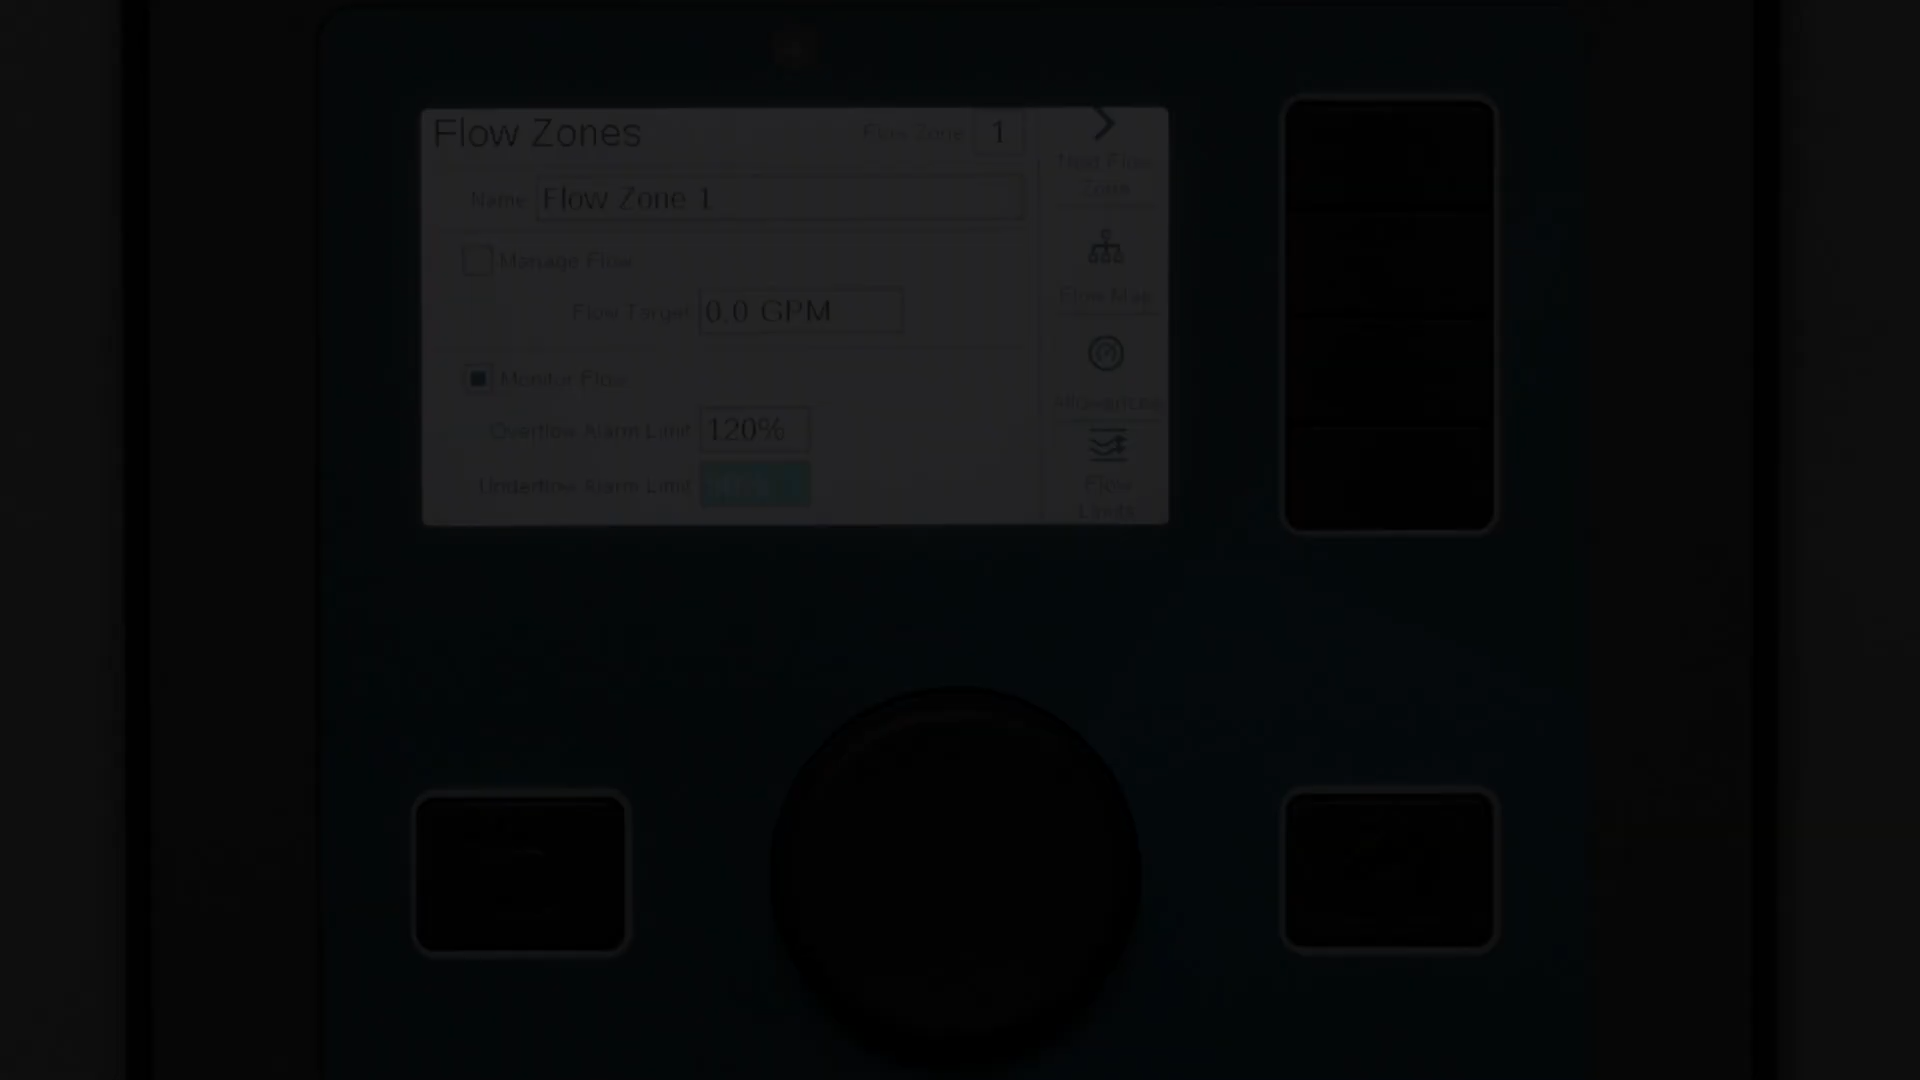 Flow Zones
Flow Zone 1
Next Flow
Zone
Name Flow Zone 1
Manage Flow
Flow Map
Flow Target 0.0 GPM
Monitor Flow
Overflow Alarm Limit 120%
Underflow Alarm Limit
Flow
Limits